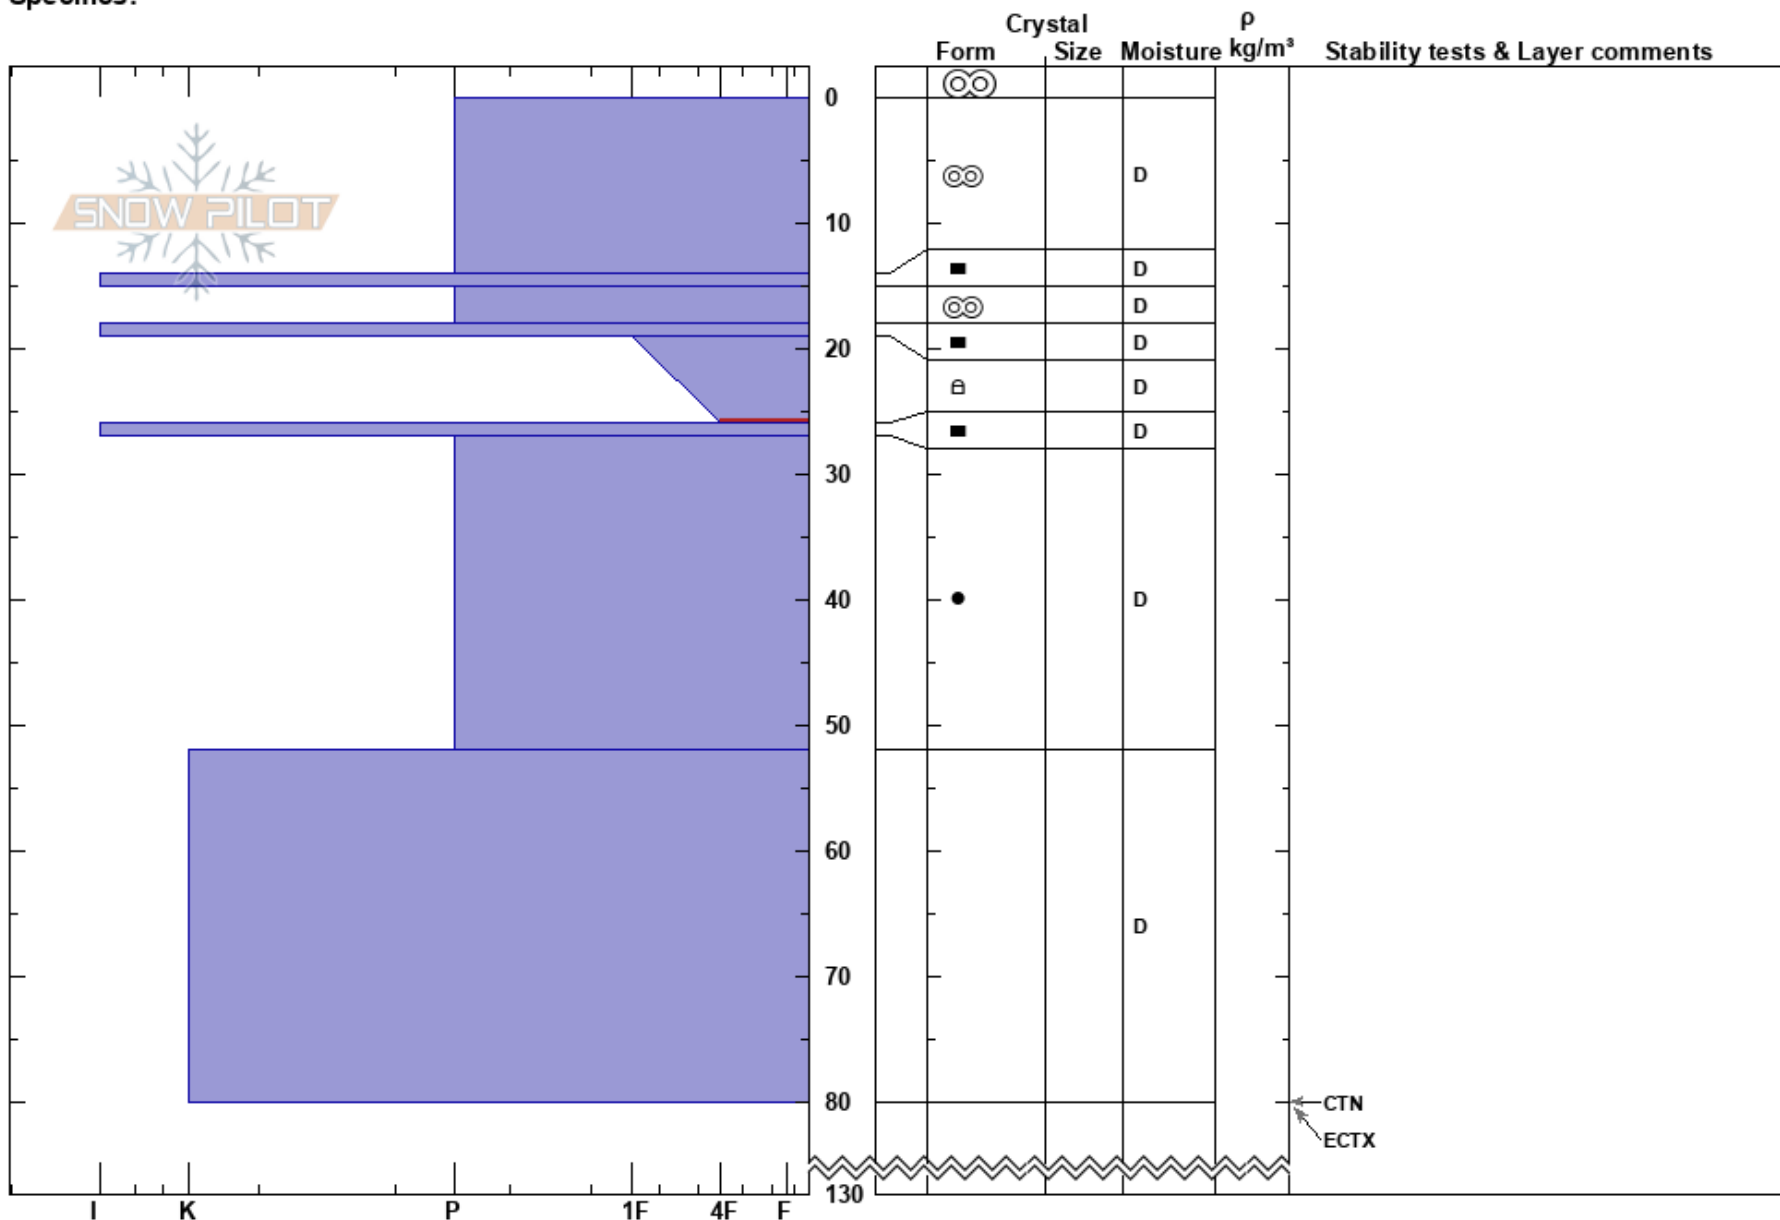 Specifics:
Crystal ρ
Form Size Moisture kg/m³ Stability tests & Layer comments
SNOW PILOT
0
D
10
D
D
20 D
D
D
30
40 D
50
60
D
70
80 CTN
ECTX
130
I K P 1F 4F F